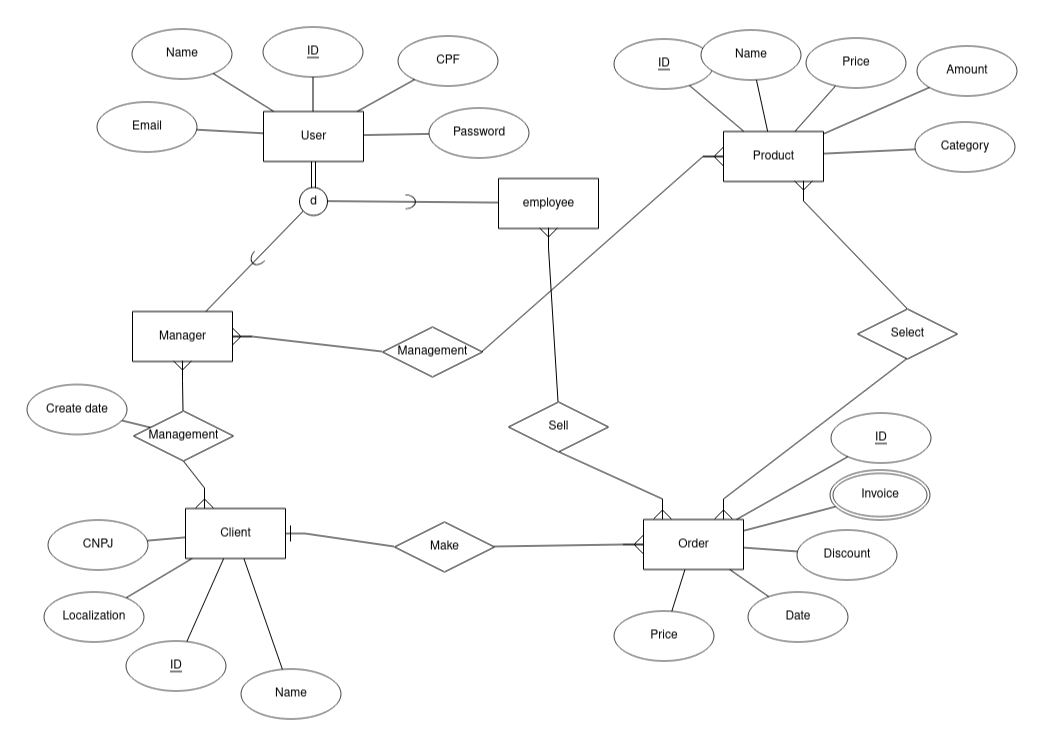 Name
ID
CPF
Email
User
Password
d
employee
ID
Name
Price
Amount
Product
Category
Manager
Management
Select
Create date
Management
Sell
ID
Invoice
Client
Make
Order
CNPJ
Discount
Localization
Date
Price
ID
Name